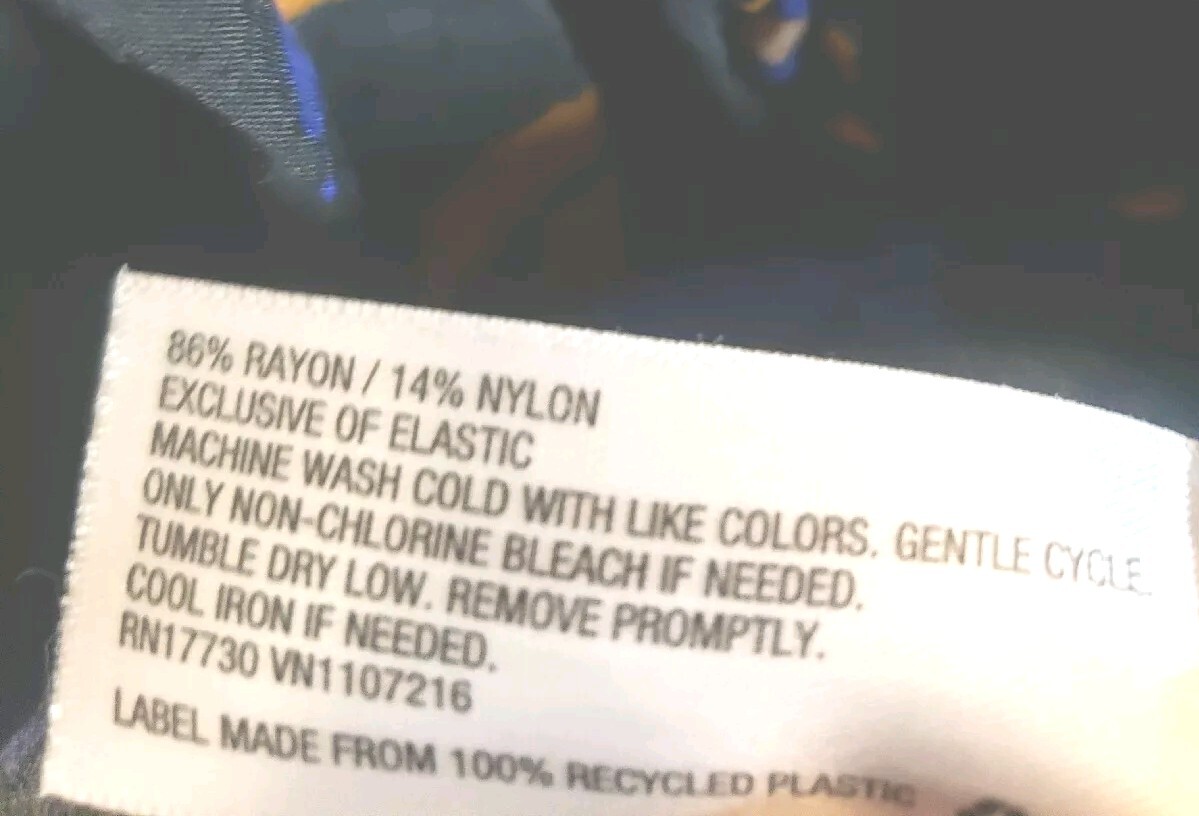 86% RAYON / 14% NYLON
EXCLUSIVE OF ELASTIC
MACHINE WASH COLD WITH LIKE COLORS. GENTLE CYCLE.
ONLY NON-CHLORINE BLEACH IF NEEDED.
TUMBLE DRY LOW. REMOVE PROMPTLY.
COOL IRON IF NEEDED.
RN17730 VN1107216
LABEL MADE FROM 100% RECYCLED PLASTIC